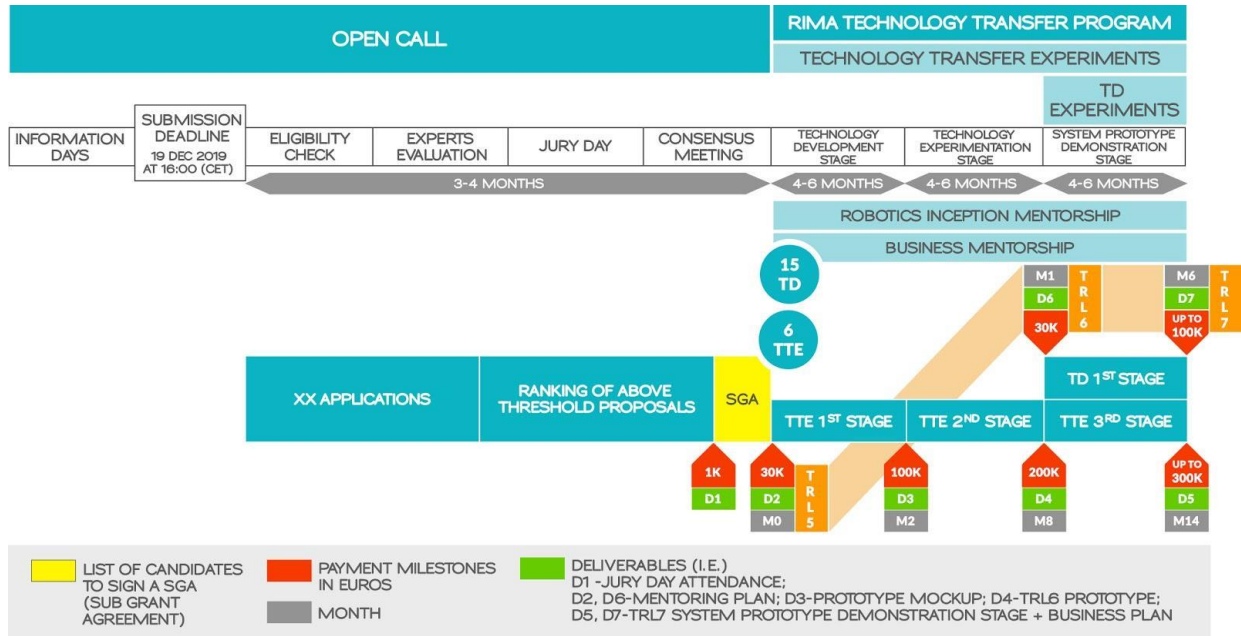 OPEN CALL
RIMA TECHNOLOGY TRANSFER PROGRAM
TECHNOLOGY TRANSFER EXPERIMENTS
TD
EXPERIMENTS
INFORMATION
DAYS
SUBMISSION
DEADLINE
19 DEC 2019
AT 16:00 (CET)
ELIGIBILITY
CHECK
EXPERTS
EVALUATION
JURY DAY
CONSENSUS
MEETING
TECHNOLOGY
DEVELOPMENT
STAGE
TECHNOLOGY
EXPERIMENTATION
STAGE
SYSTEM PROTOTYPE
DEMONSTRATION
STAGE
3-4 MONTHS
4-6 MONTHS
4-6 MONTHS
4-6 MONTHS
ROBOTICS INCEPTION MENTORSHIP
BUSINESS MENTORSHIP
15
TD
6
TTE
M1
D6
30K
TRL6
M6
D7
UP TO
100K
TRL7
XX APPLICATIONS
RANKING OF ABOVE
THRESHOLD PROPOSALS
SGA
TD 1ST STAGE
TTE 1ST STAGE
TTE 2ND STAGE
TTE 3RD STAGE
1K
D1
30K
D2
M0
TRL5
100K
D3
M2
200K
D4
M8
UP TO
300K
D5
M14
LIST OF CANDIDATES
TO SIGN A SGA
(SUB GRANT
AGREEMENT)
PAYMENT MILESTONES
IN EUROS
MONTH
DELIVERABLES (I.E.)
D1 -JURY DAY ATTENDANCE;
D2, D6-MENTORING PLAN; D3-PROTOTYPE MOCKUP; D4-TRL6 PROTOTYPE;
D5, D7-TRL7 SYSTEM PROTOTYPE DEMONSTRATION STAGE + BUSINESS PLAN